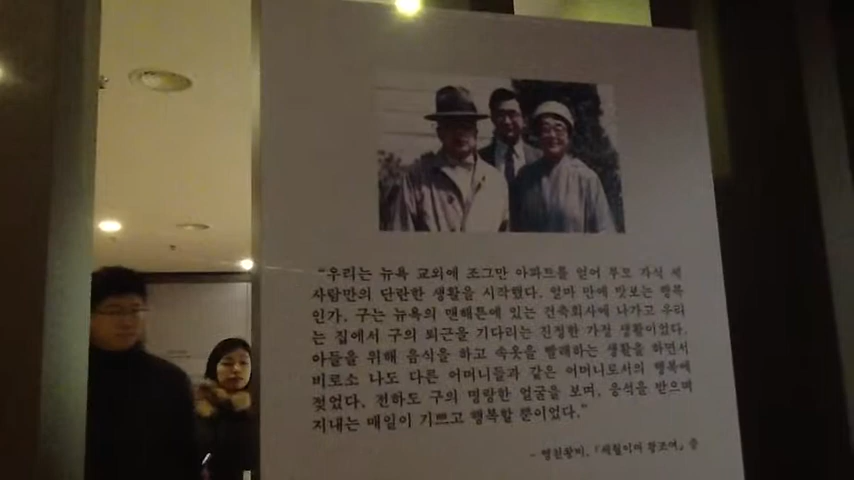 "우리는 뉴욕 교외에 조그만 아파트를 얻어 부모 자식 세
사람만의 단란한 생활을 시작했다. 얼마 만에 맛보는 행복
인가. 구는 뉴욕의 맨해튼에 있는 건축회사에 나가고 우리
는 집에서 구의 퇴근을 기다리는 진정한 가정 생활이었다.
아들을 위해 음식을 하고 속옷을 빨래하는 생활을 하면서
비로소 나도 다른 어머니들과 같은 어머니로서의 행복에
젖었다. 전하도 구의 명랑한 얼굴을 보며, 응석을 받으며
지내는 매일이 기쁘고 행복할 뿐이었다."
- 영친왕비, 『세월이여 왕조여』 중